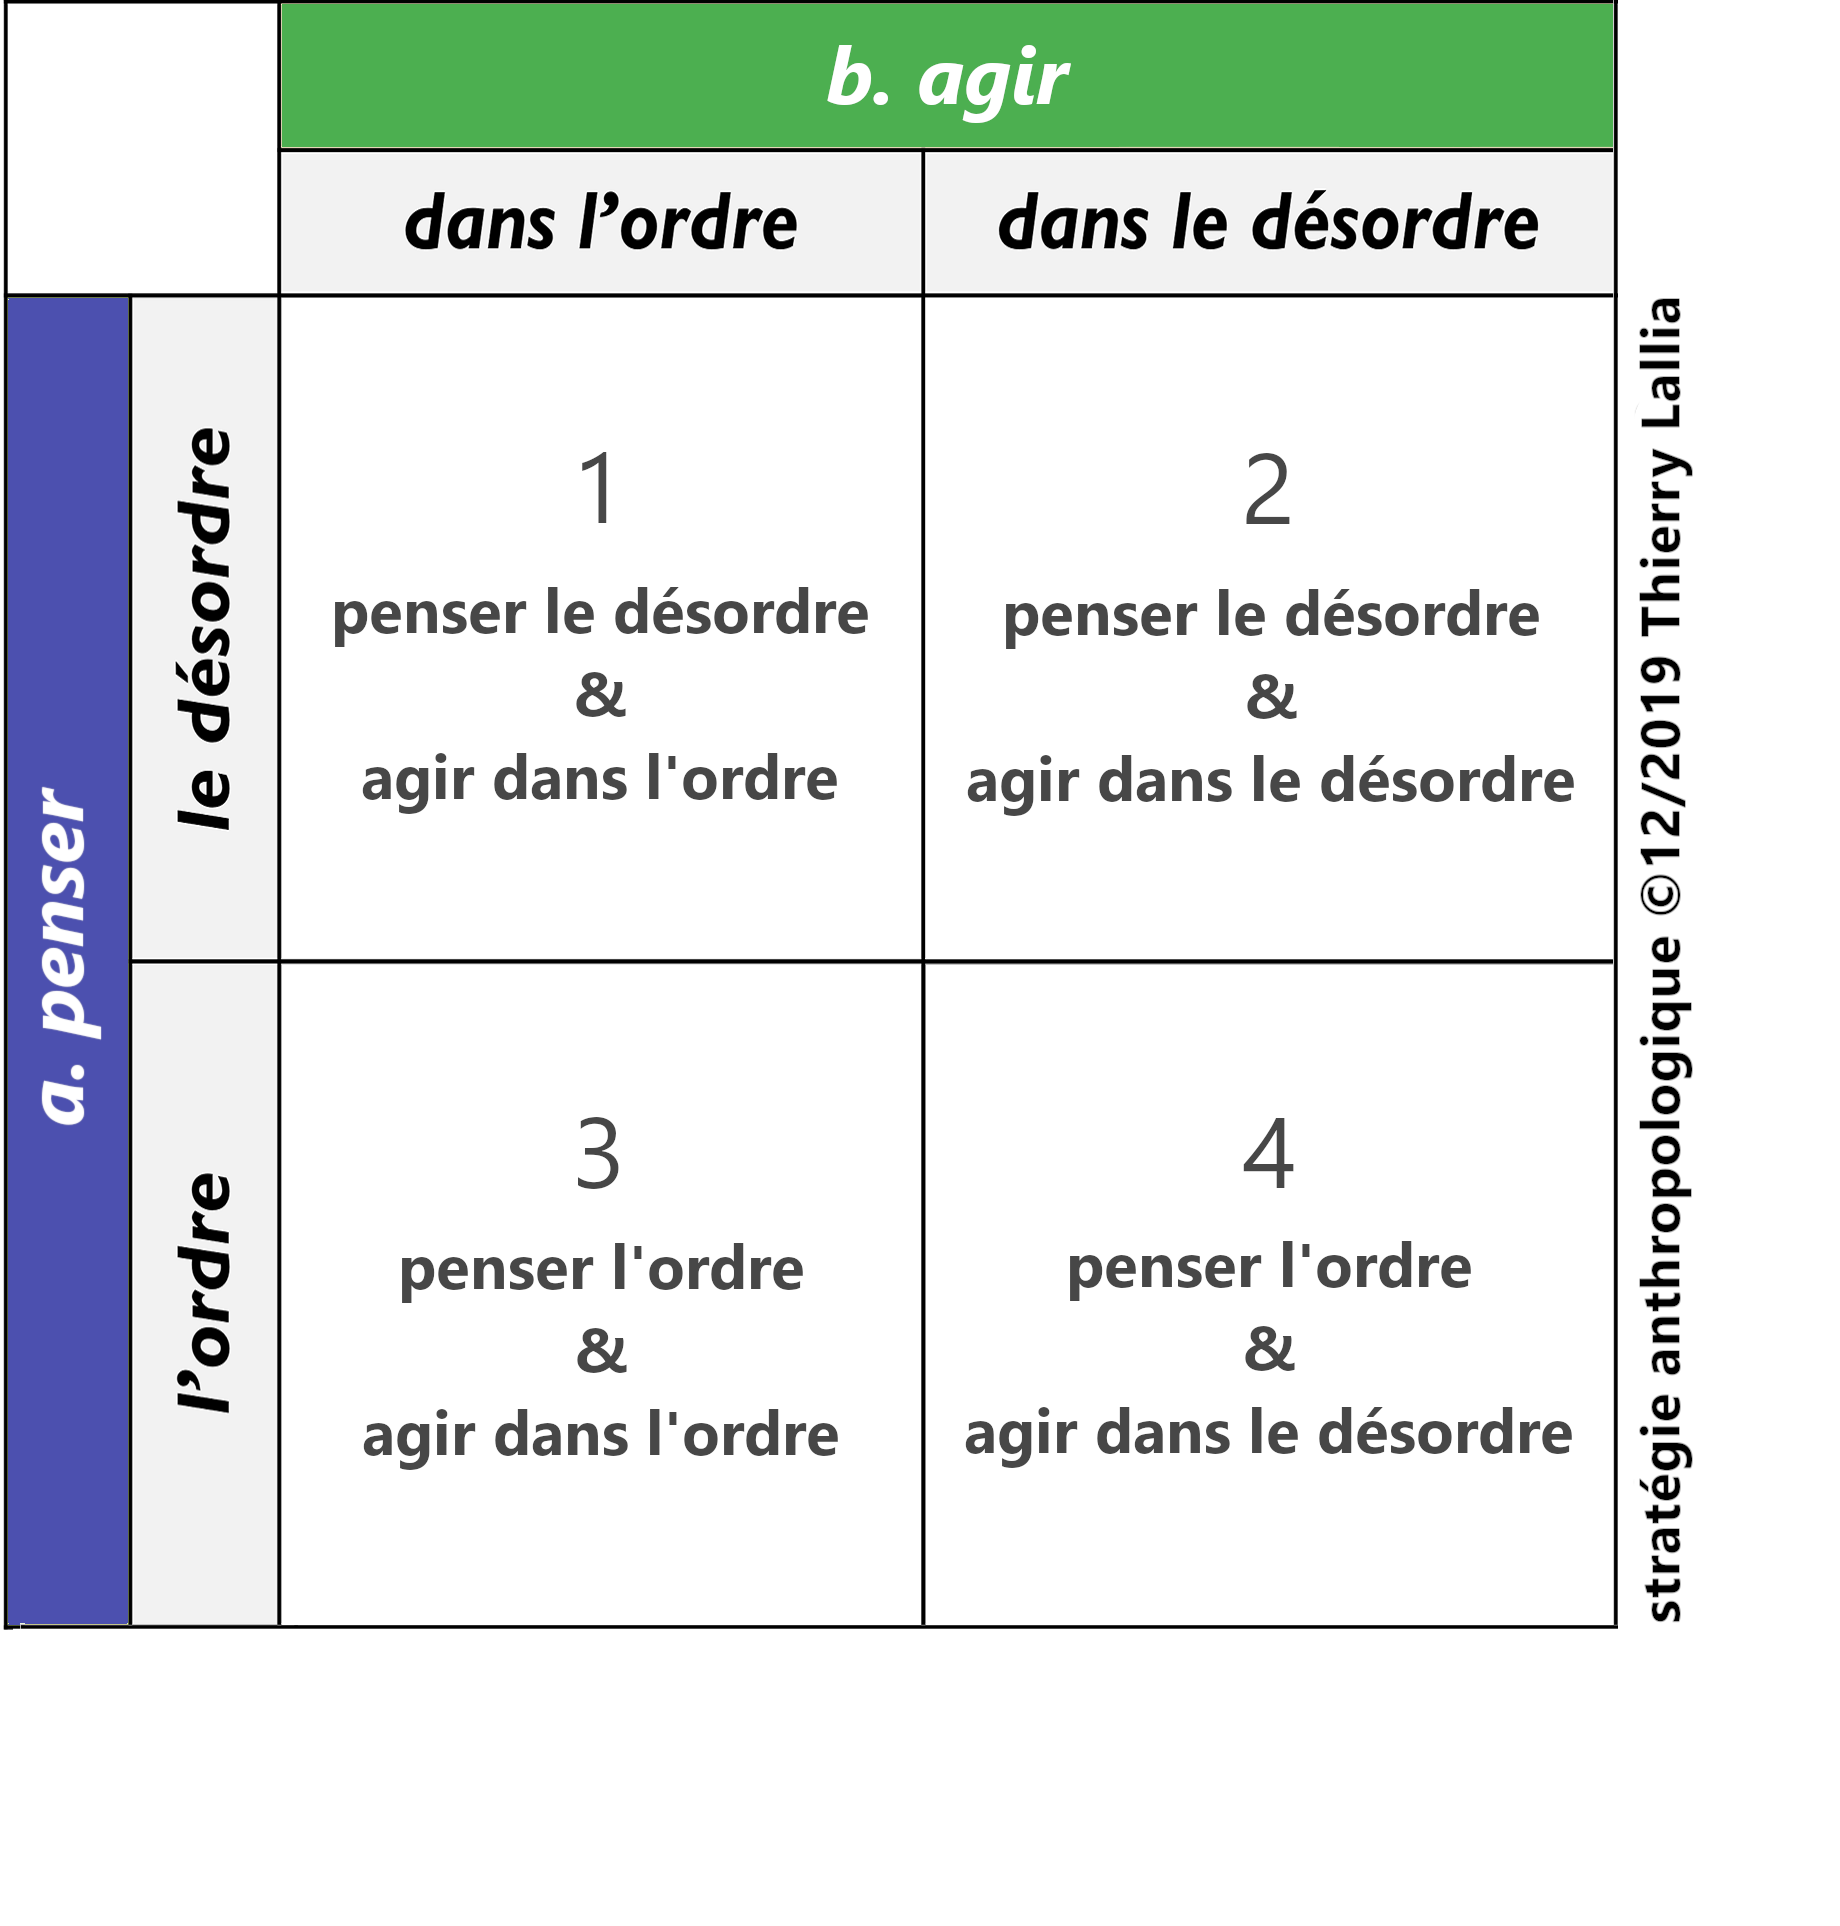 b. agir
dans l’ordre
dans le désordre
a. penser
le désordre
1
penser le désordre
&
agir dans l'ordre
2
penser le désordre
&
agir dans le désordre
l’ordre
3
penser l'ordre
&
agir dans l'ordre
4
penser l'ordre
&
agir dans le désordre
stratégie anthropologique ©12/2019 Thierry Lallia